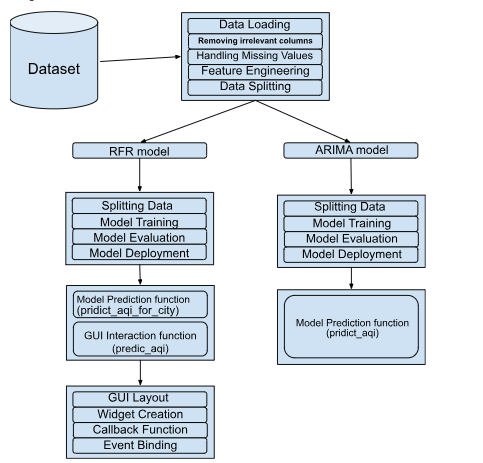 Dataset
Data Loading
Removing irrelevant columns
Handling Missing Values
Feature Engineering
Data Splitting
RFR model
Splitting Data
Model Training
Model Evaluation
Model Deployment
Model Prediction function
(pridict_aqi_for_city)
GUI Interaction function
(predic_aqi)
GUI Layout
Widget Creation
Callback Function
Event Binding
ARIMA model
Splitting Data
Model Training
Model Evaluation
Model Deployment
Model Prediction function
(pridict_aqi)